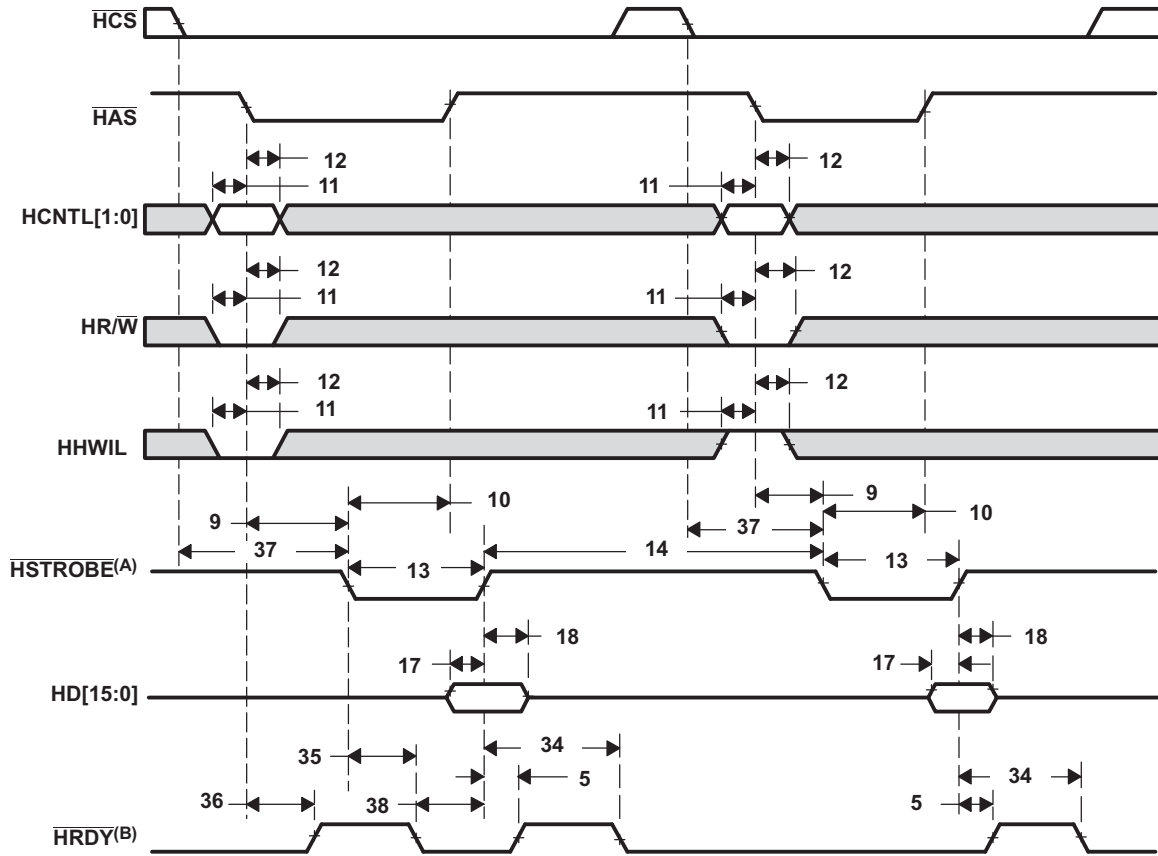 HCS
HAS
12 12
11 11
HCNTL[1:0]
12 12
11 11
HR/W
12 12
11 11
HHWIL
9 10 9 10
37 14 37
HSTROBE(A)
13 13
18 18
17 17
HD[15:0]
35 34 34
5 5
36 38
HRDY(B)